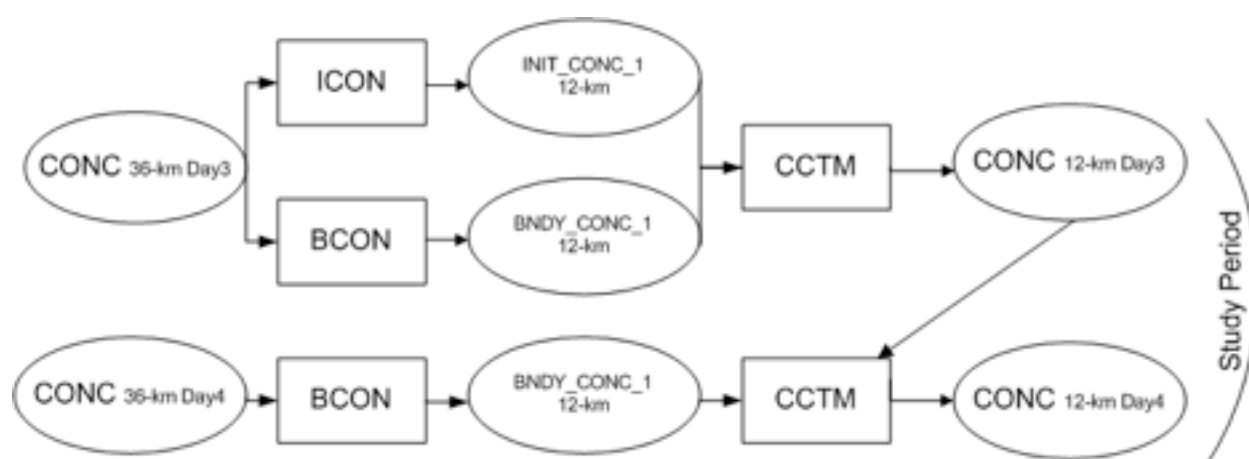 ICON
INIT_CONC_1
12-km
CONC 36-km Day3
CCTM
CONC 12-km Day3
BCON
BNDY_CONC_1
12-km
Study Period
CONC 36-km Day4
BCON
BNDY_CONC_1
12-km
CCTM
CONC 12-km Day4